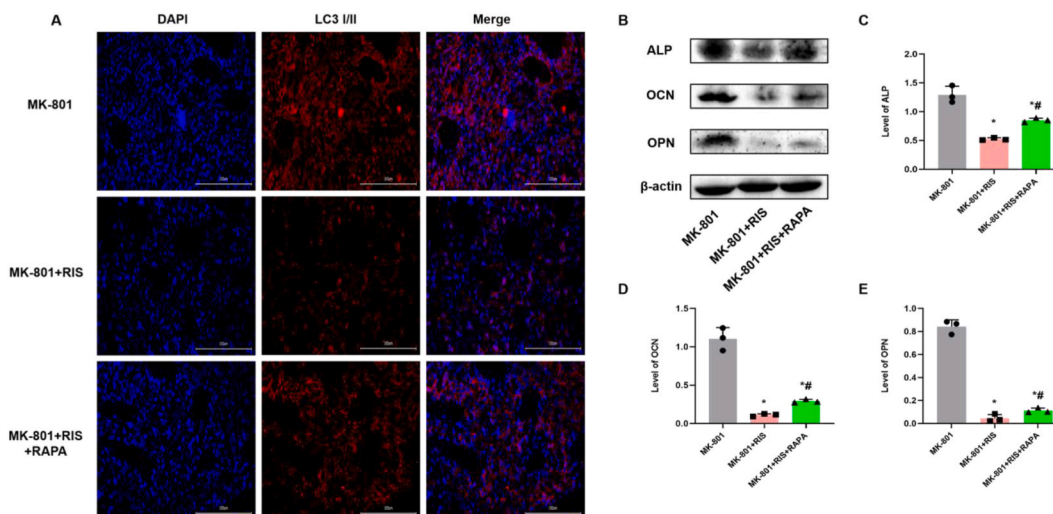 A
DAPI
LC3 I/II
Merge
MK-801
MK-801+RIS
MK-801+RIS
+RAPA
B
ALP
OCN
OPN
β-actin
MK-801
MK-801+RIS
MK-801+RIS+RAPA
C
Level of ALP
2.0
1.5
1.0
0.5
0.0
*
*#
MK-801
MK-801+RIS
MK-801+RIS+RAPA
D
Level of OCN
1.5
1.0
0.5
0.0
*
*#
MK-801
MK-801+RIS
MK-801+RIS+RAPA
E
Level of OPN
1.0
0.8
0.6
0.4
0.2
0.0
*
*#
MK-801
MK-801+RIS
MK-801+RIS+RAPA